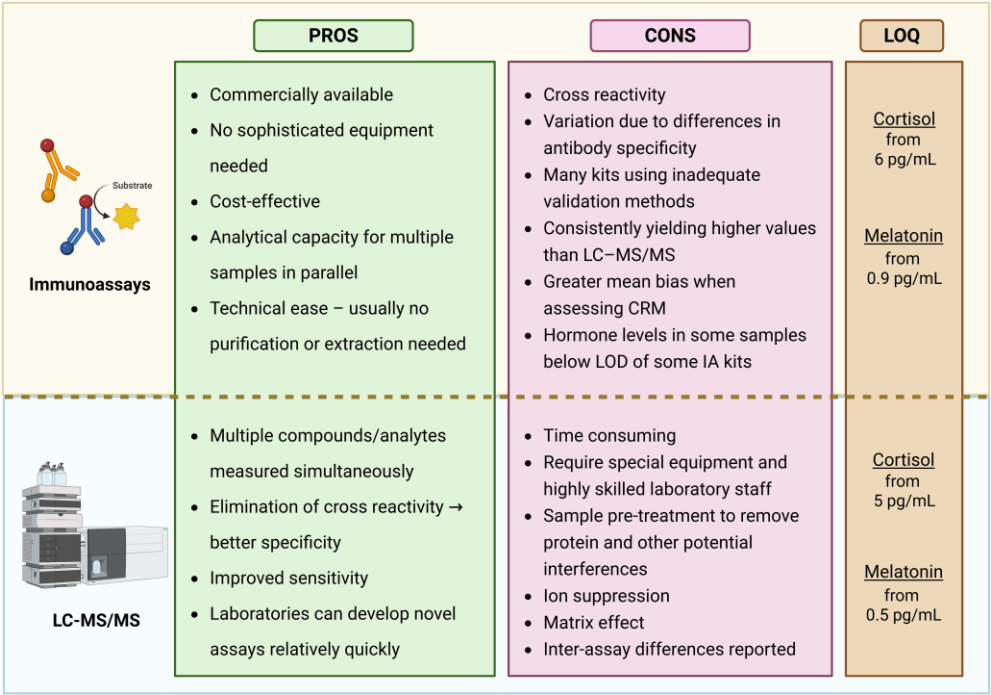 PROS
CONS
LOQ
Substrate
Immunoassays
• Commercially available
• No sophisticated equipment
needed
• Cost-effective
• Analytical capacity for multiple
samples in parallel
• Technical ease – usually no
purification or extraction needed
• Cross reactivity
• Variation due to differences in
antibody specificity
• Many kits using inadequate
validation methods
• Consistently yielding higher values
than LC–MS/MS
• Greater mean bias when
assessing CRM
• Hormone levels in some samples
below LOD of some IA kits
Cortisol
from
6 pg/mL
Melatonin
from
0.9 pg/mL
LC-MS/MS
• Multiple compounds/analytes
measured simultaneously
• Elimination of cross reactivity →
better specificity
• Improved sensitivity
• Laboratories can develop novel
assays relatively quickly
• Time consuming
• Require special equipment and
highly skilled laboratory staff
• Sample pre-treatment to remove
protein and other potential
interferences
• Ion suppression
• Matrix effect
• Inter-assay differences reported
Cortisol
from
5 pg/mL
Melatonin
from
0.5 pg/mL